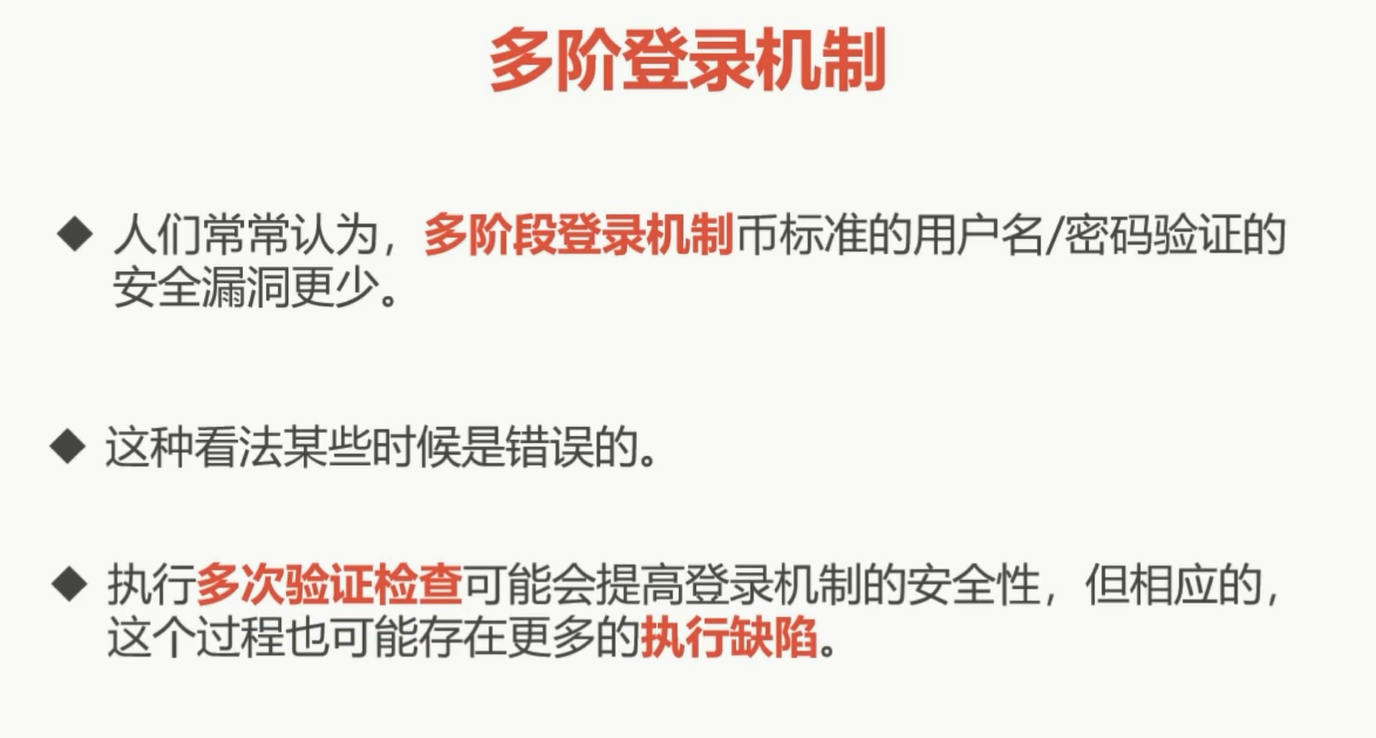 多阶登录机制
◆ 人们常常认为，多阶段登录机制币标准的用户名/密码验证的
安全漏洞更少。
◆ 这种看法某些时候是错误的。
◆ 执行多次验证检查可能会提高登录机制的安全性，但相应的，
这个过程也可能存在更多的执行缺陷。